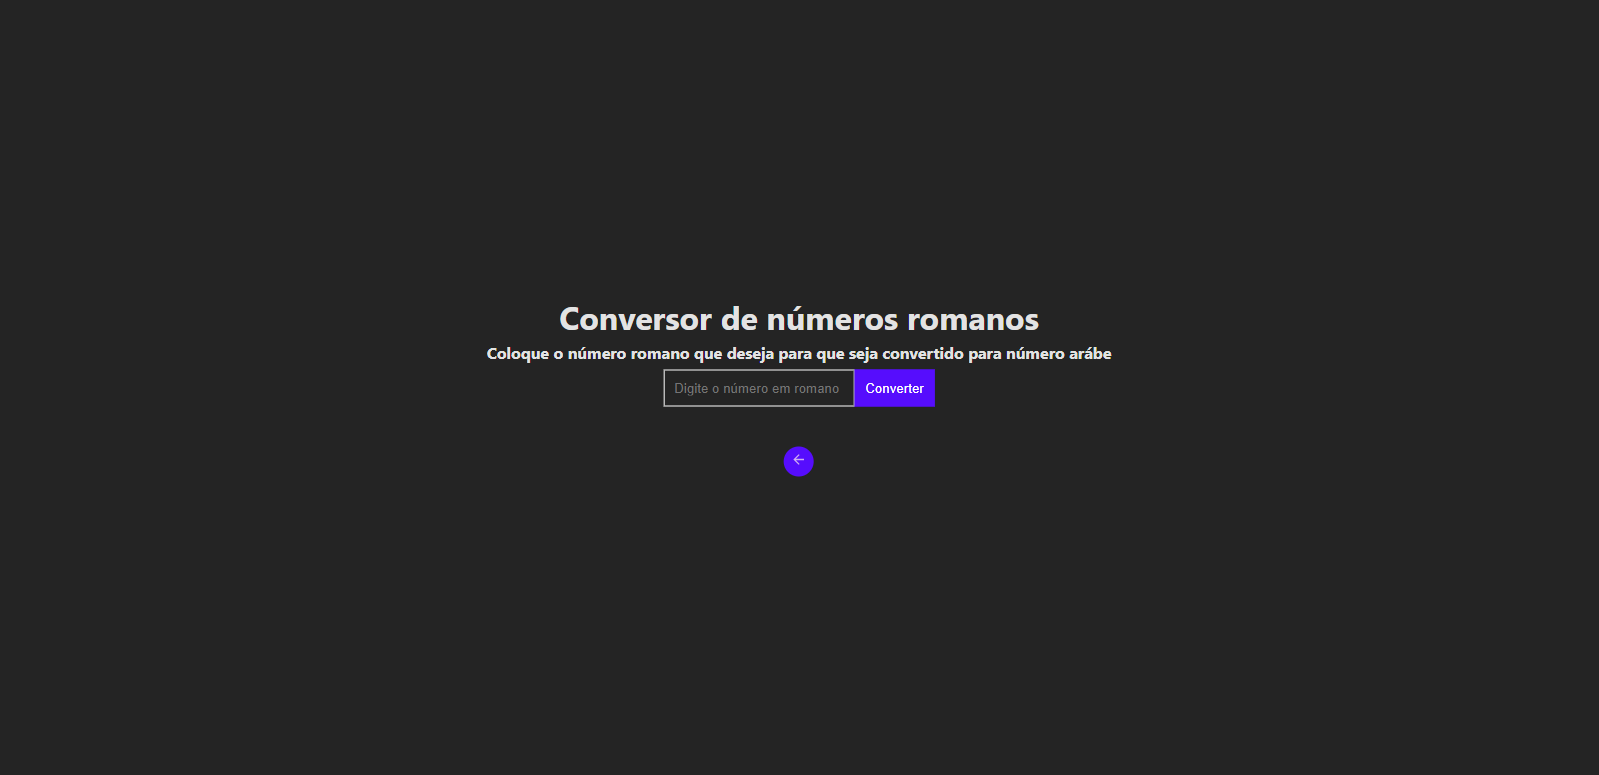 Conversor de números romanos
Coloque o número romano que deseja para que seja convertido para número arábe
Digite o número em romano Converter